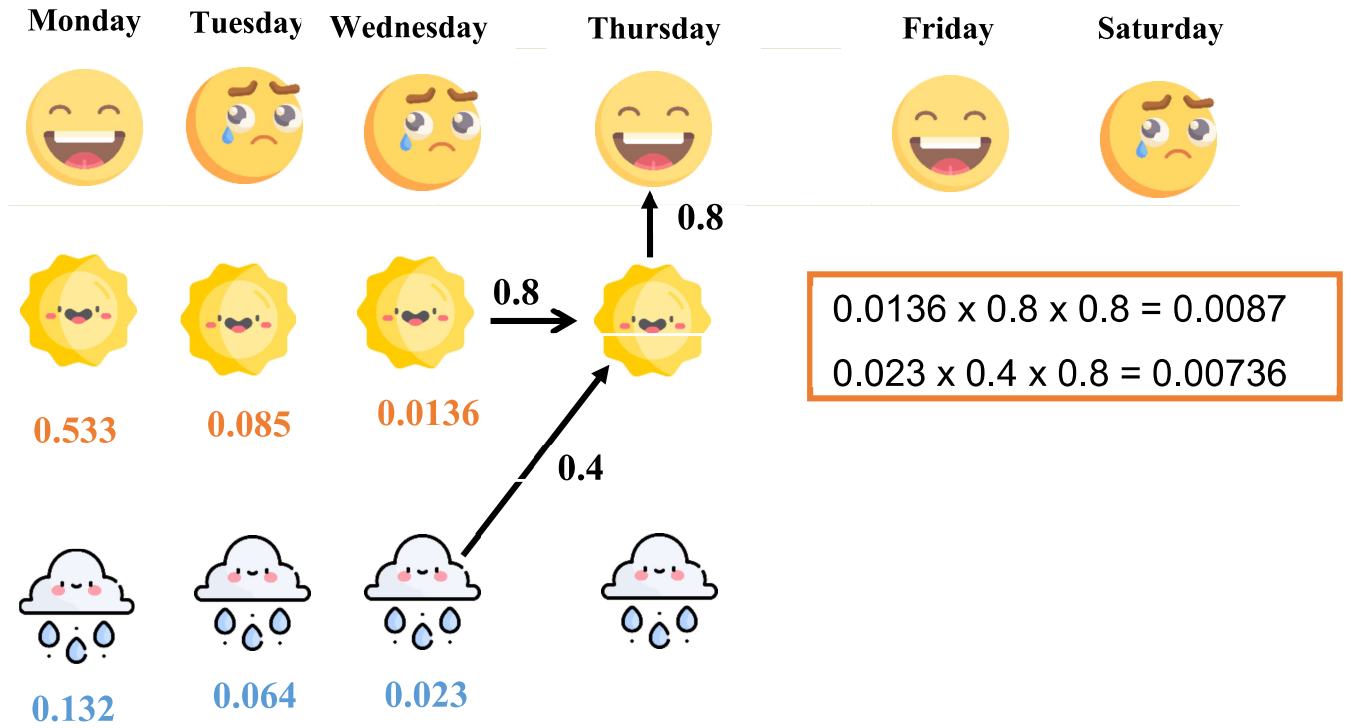 Monday Tuesday Wednesday Thursday Friday Saturday
0.8
0.8
0.0136 x 0.8 x 0.8 = 0.0087
0.023 x 0.4 x 0.8 = 0.00736
0.533 0.085 0.0136
0.4
0.132 0.064 0.023